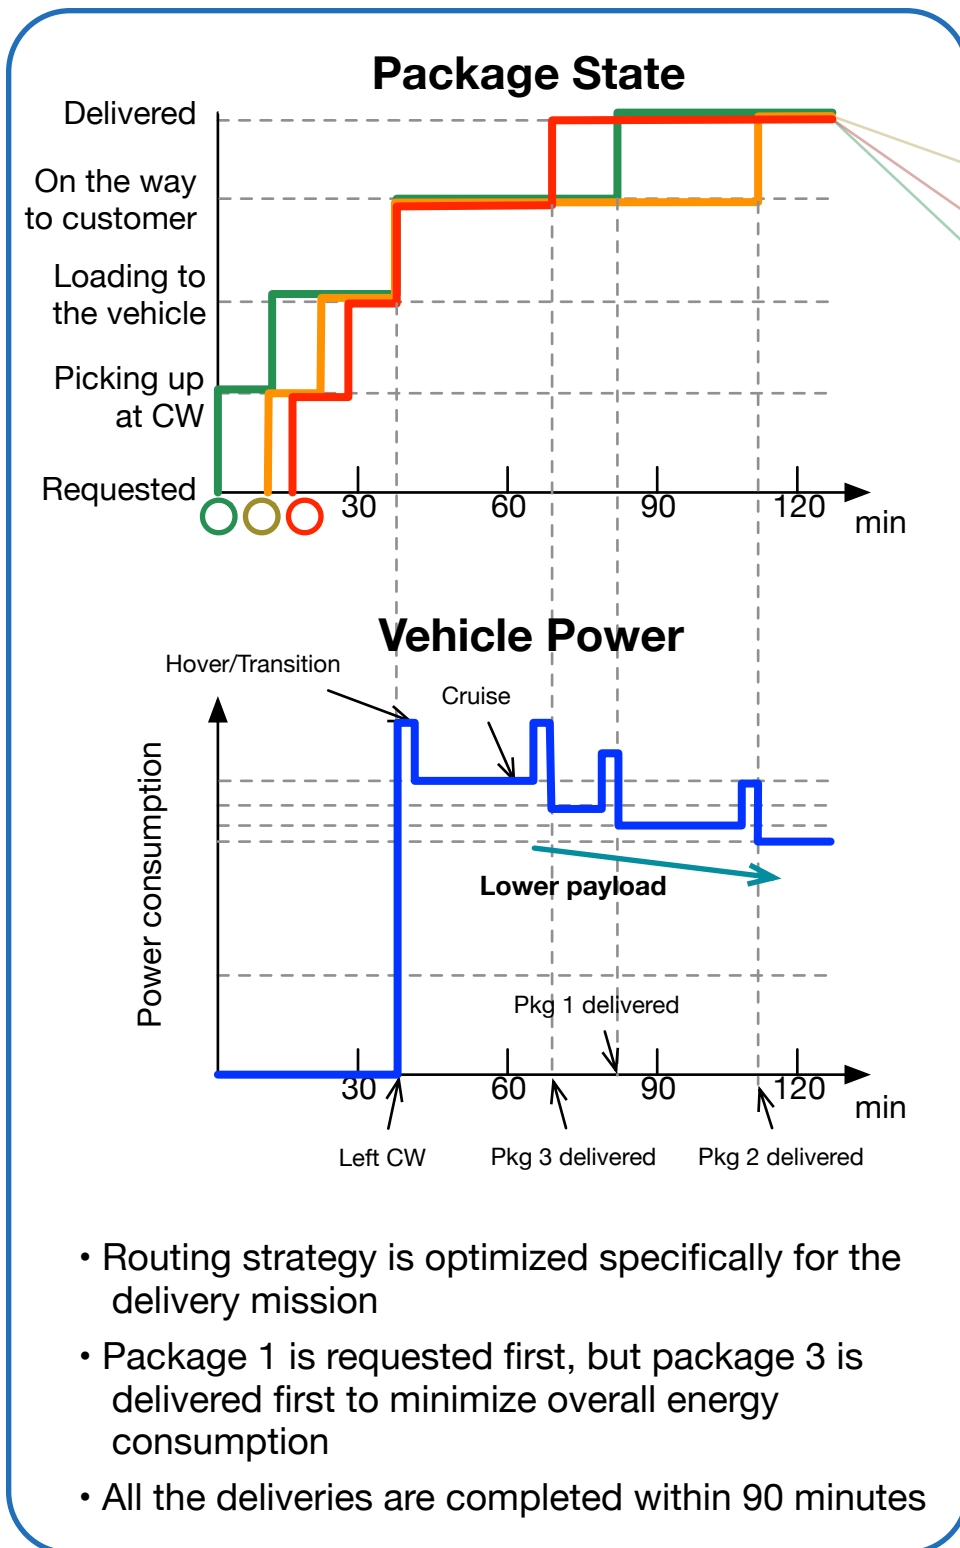 Package State
Delivered
On the way
to customer
Loading to
the vehicle
Picking up
at CW
Requested
30
60
90
120
min
Vehicle Power
Hover/Transition
Cruise
Power consumption
Lower payload
Pkg 1 delivered
30
60
90
120
min
Left CW
Pkg 3 delivered
Pkg 2 delivered
• Routing strategy is optimized specifically for the
delivery mission
• Package 1 is requested first, but package 3 is
delivered first to minimize overall energy
consumption
• All the deliveries are completed within 90 minutes